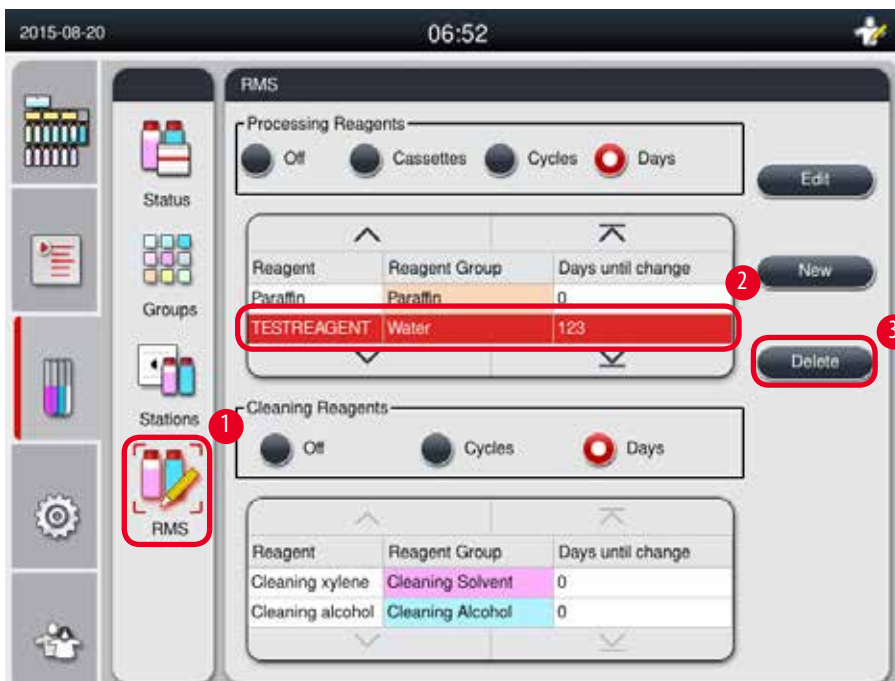 2015-08-20 06:52
RMS
Processing Reagents
Off Cassettes Cycles Days
Edit
Status
Reagent Reagent Group Days until change
2
New
Groups
Paraffin Paraffin 0
TESTREAGENT Water 123
3
Delete
Stations
1
Cleaning Reagents
Off Cycles Days
RMS
Reagent Reagent Group Days until change
Cleaning xylene Cleaning Solvent 0
Cleaning alcohol Cleaning Alcohol 0